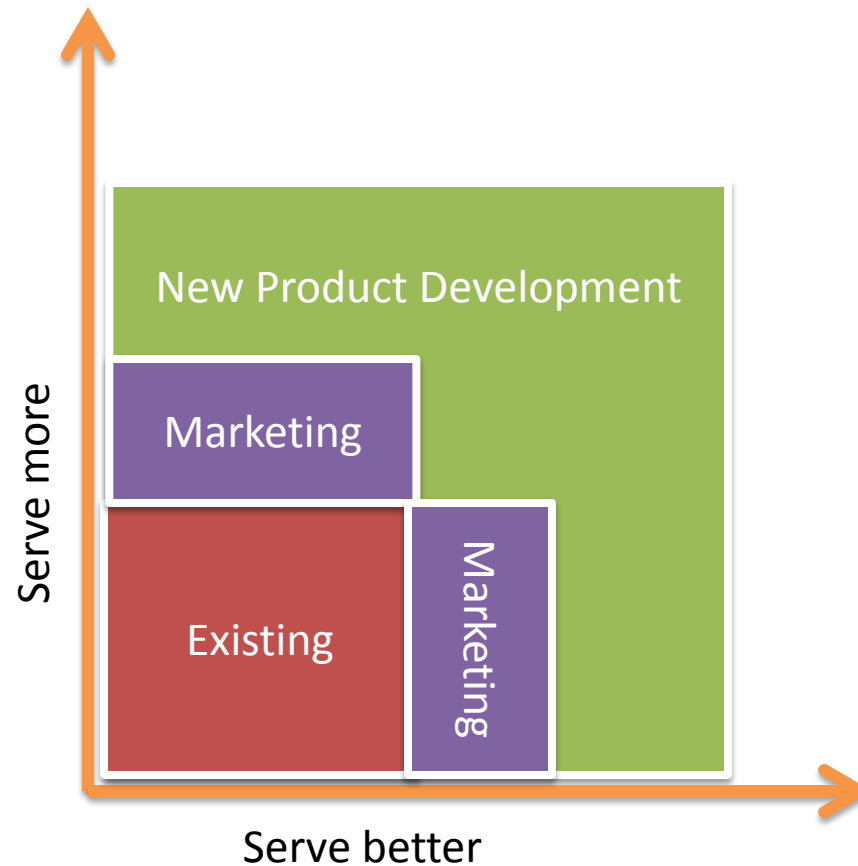 New Product Development
Marketing
Serve more
Existing
Marketing
Serve better